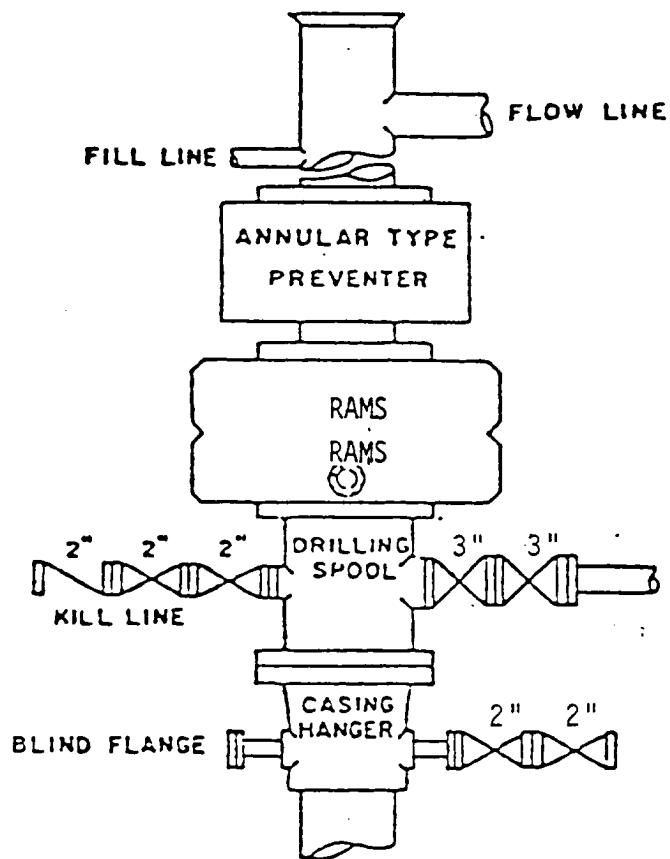 FLOW LINE
FILL LINE
ANNULAR TYPE
PREVENTER
RAMS
RAMS
2" 2" 2"
DRILLING
SPOOL
3" 3"
KILL LINE
CASING
HANGER
2" 2"
BLIND FLANGE